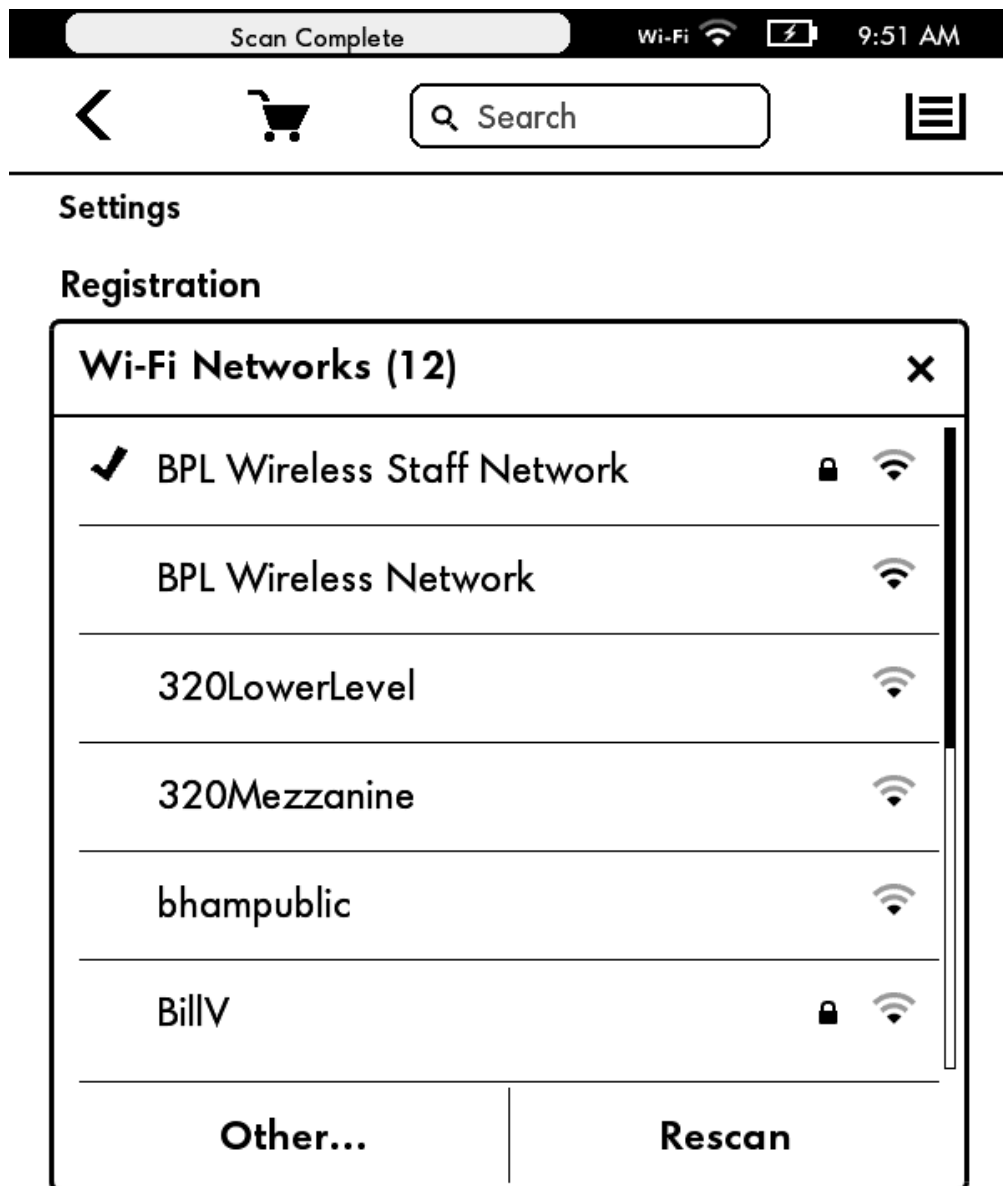 Scan Complete Wi-Fi 9:51 AM
Search
Settings
Registration
Wi-Fi Networks (12)
BPL Wireless Staff Network
BPL Wireless Network
320LowerLevel
320Mezzanine
bhampublic
BillV
Other... Rescan